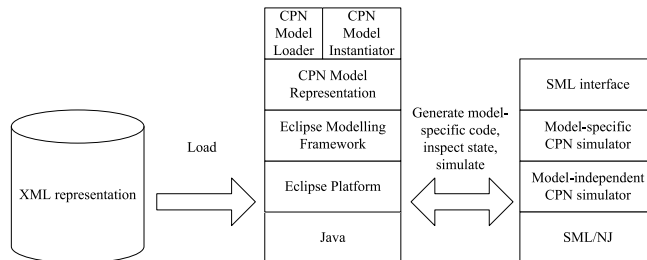 XML representation
Load
CPN
Model
Loader
CPN
Model
Instantiator
CPN Model
Representation
Eclipse Modelling
Framework
Eclipse Platform
Java
Generate model-
specific code,
inspect state,
simulate
SML interface
Model-specific
CPN simulator
Model-independent
CPN simulator
SML/NJ